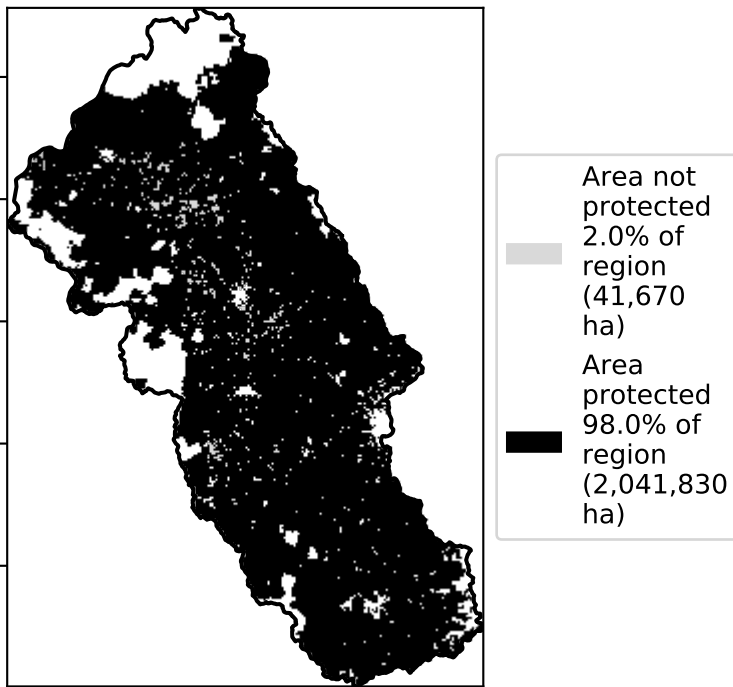 Area not
protected
2.0% of
region
(41,670
ha)
Area
protected
98.0% of
region
(2,041,830
ha)